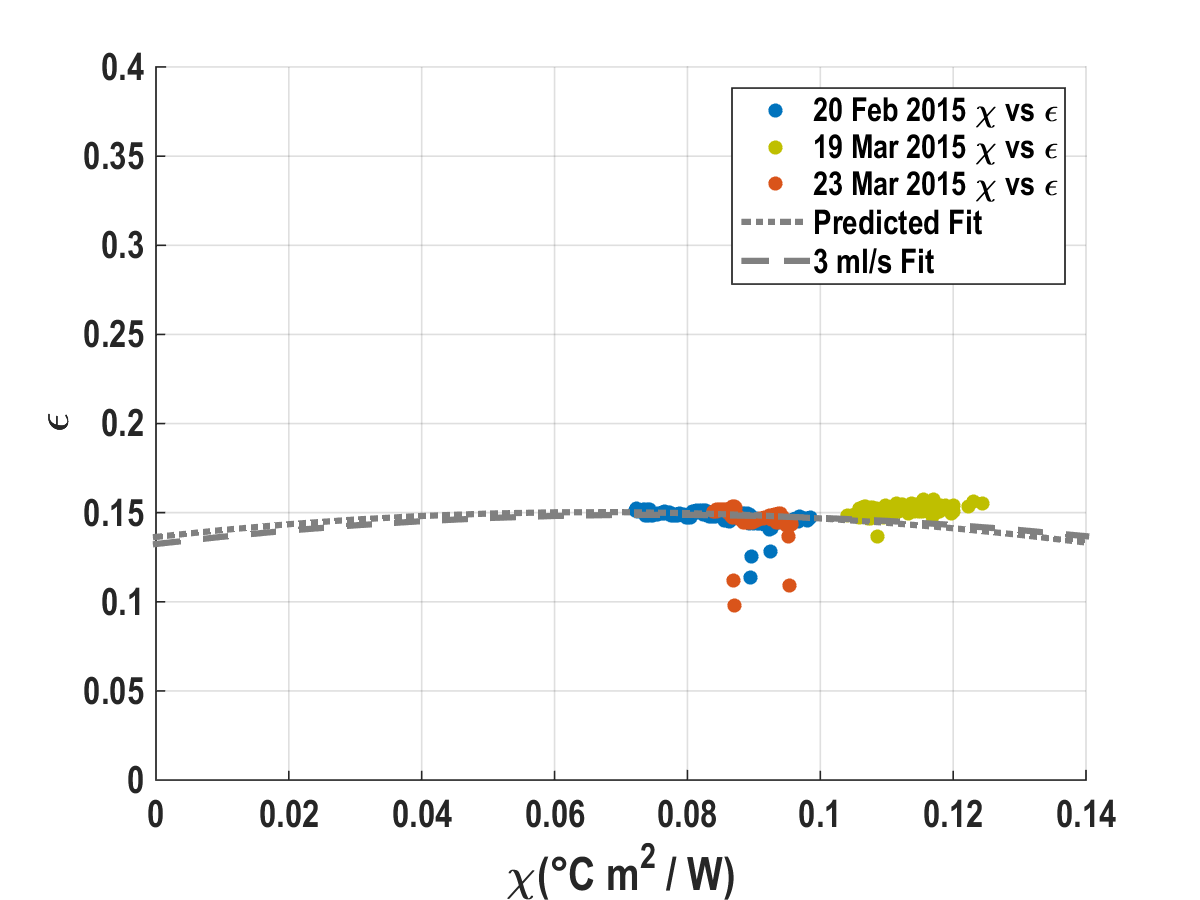 0.4
0.35
0.3
0.25
0.2
0.15
0.1
0.05
0
ϵ
20 Feb 2015 χ vs ϵ
19 Mar 2015 χ vs ϵ
23 Mar 2015 χ vs ϵ
Predicted Fit
3 ml/s Fit
0 0.02 0.04 0.06 0.08 0.1 0.12 0.14
χ(°C m² / W)